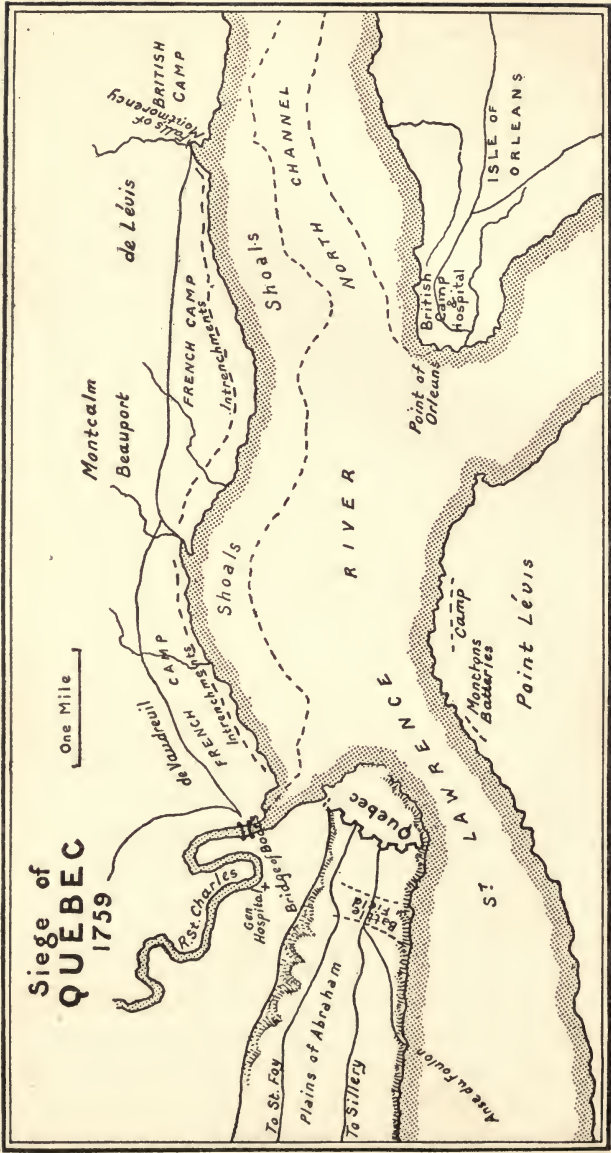 Siege of
QUEBEC
1759
One Mile
R. St. Charles
Gen
Hospital
Bridge of Boats
de Vaudreuil
FRENCH CAMP
Intrenchments
Montcalm
Beauport
de Lévis
FRENCH CAMP
Intrenchments
Falls of
Montmorency
BRITISH
CAMP
Shoals
Shoals
NORTH CHANNEL
RIVER
ST LAWRENCE
ISLE OF
ORLEANS
British
Camp
&
Hospital
Point of
Orleans
Camp
Monctons
Batteries
Point Lévis
Quebec
Battle
To St. Foy
Plains of Abraham
To Sillery
Anse du Foulon